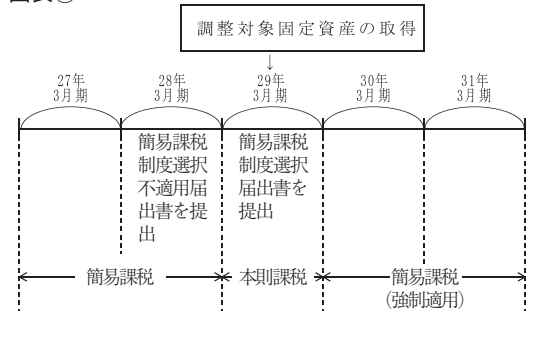 調整対象固定資産の取得
↓
27年
3月期
28年
3月期
29年
3月期
30年
3月期
31年
3月期
簡易課税
制度選択
不適用届
出書を提
出
簡易課税
制度選択
届出書を
提出
簡易課税
本則課税
簡易課税
（強制適用）